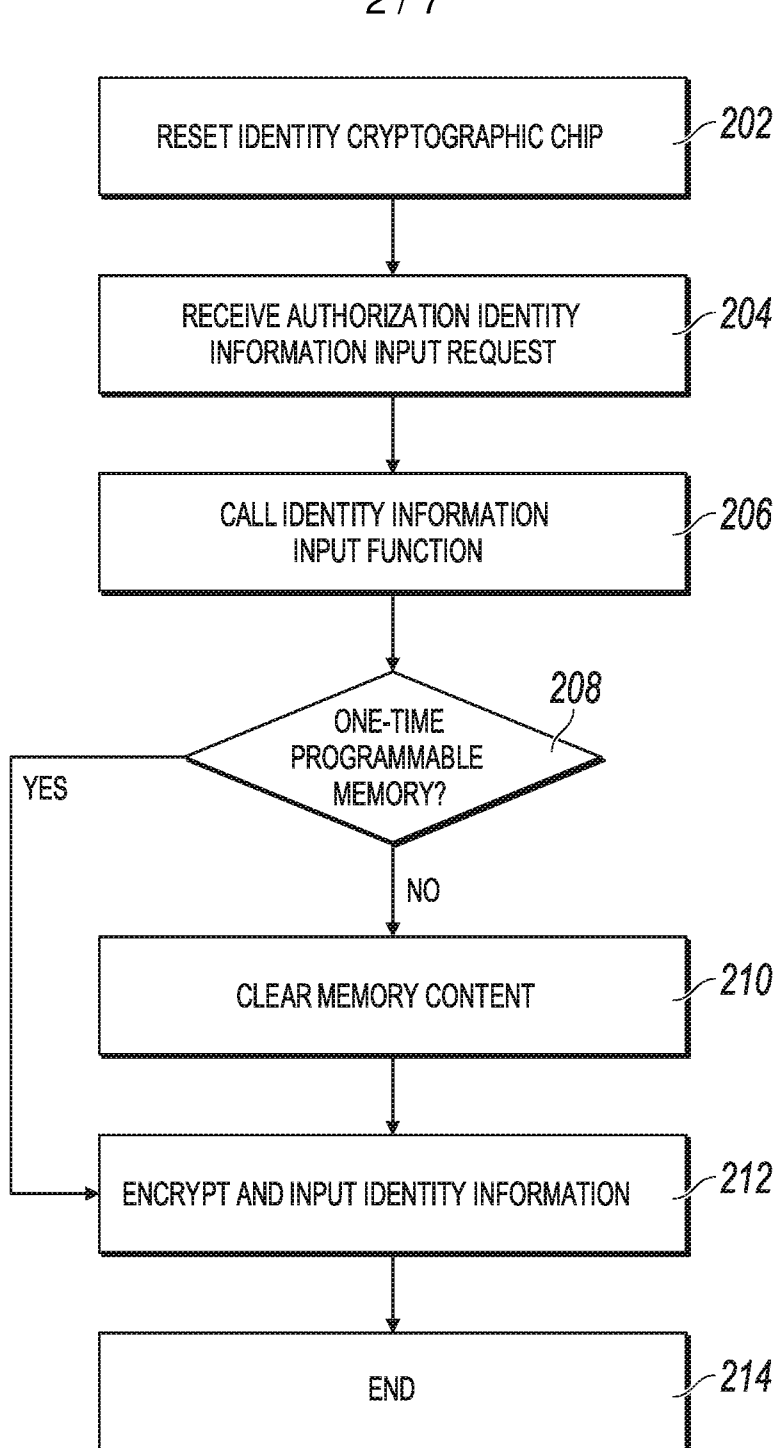 2 / 7
RESET IDENTITY CRYPTOGRAPHIC CHIP
202
RECEIVE AUTHORIZATION IDENTITY
INFORMATION INPUT REQUEST
204
CALL IDENTITY INFORMATION
INPUT FUNCTION
206
208
ONE-TIME
PROGRAMMABLE
MEMORY?
YES
NO
CLEAR MEMORY CONTENT
210
ENCRYPT AND INPUT IDENTITY INFORMATION
212
END
214